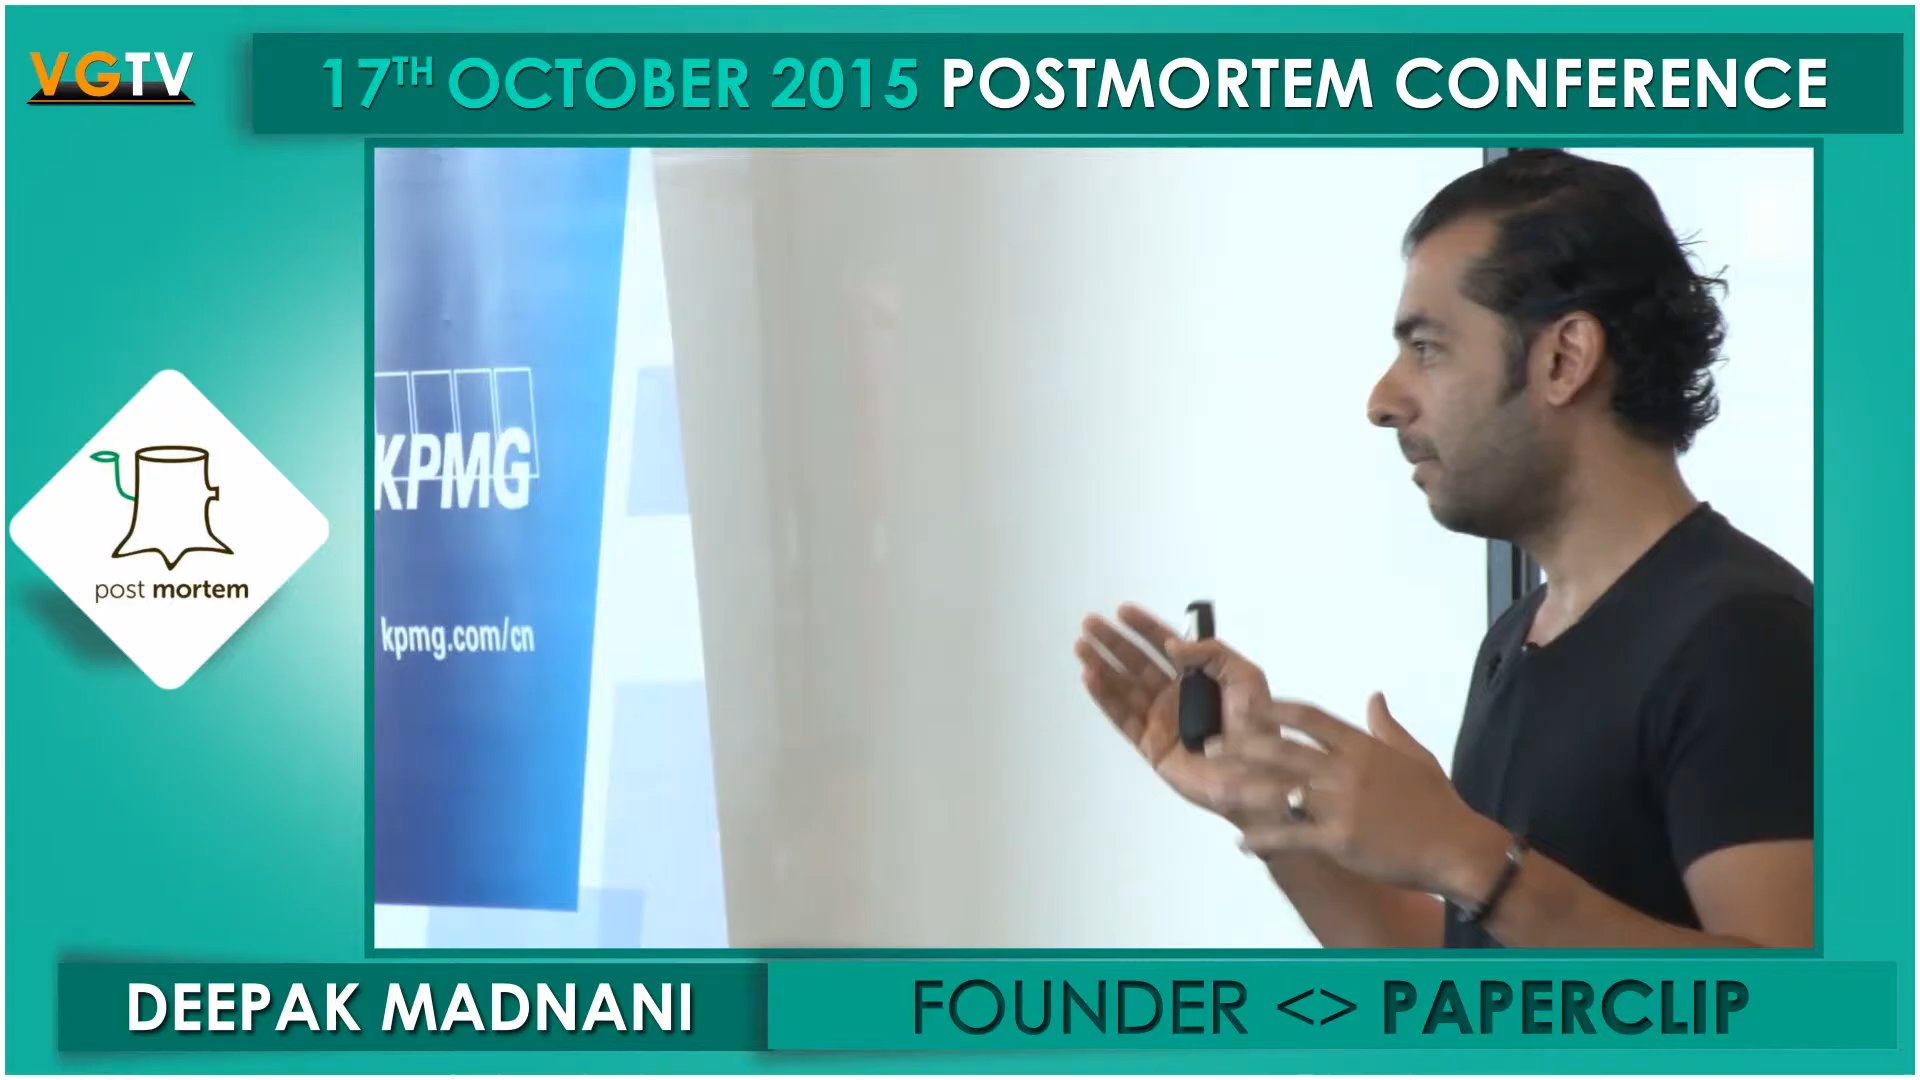 VGTV
17TH OCTOBER 2015 POSTMORTEM CONFERENCE
KPMG
kpmg.com/cn
post mortem
DEEPAK MADNANI
FOUNDER <> PAPERCLIP